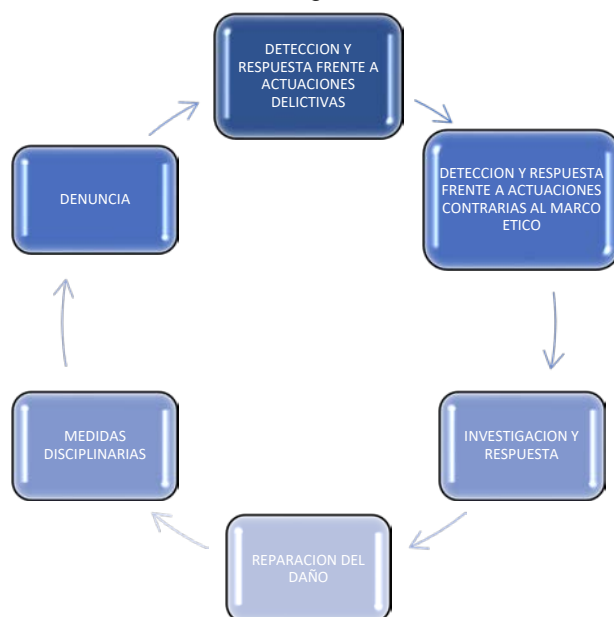 DETECCION Y
RESPUESTA FRENTE A
ACTUACIONES
DELICTIVAS
DETECCION Y RESPUESTA
FRENTE A ACTUACIONES
CONTRARIAS AL MARCO
ETICO
INVESTIGACION Y
RESPUESTA
REPARACION DEL
DAÑO
MEDIDAS
DISCIPLINARIAS
DENUNCIA